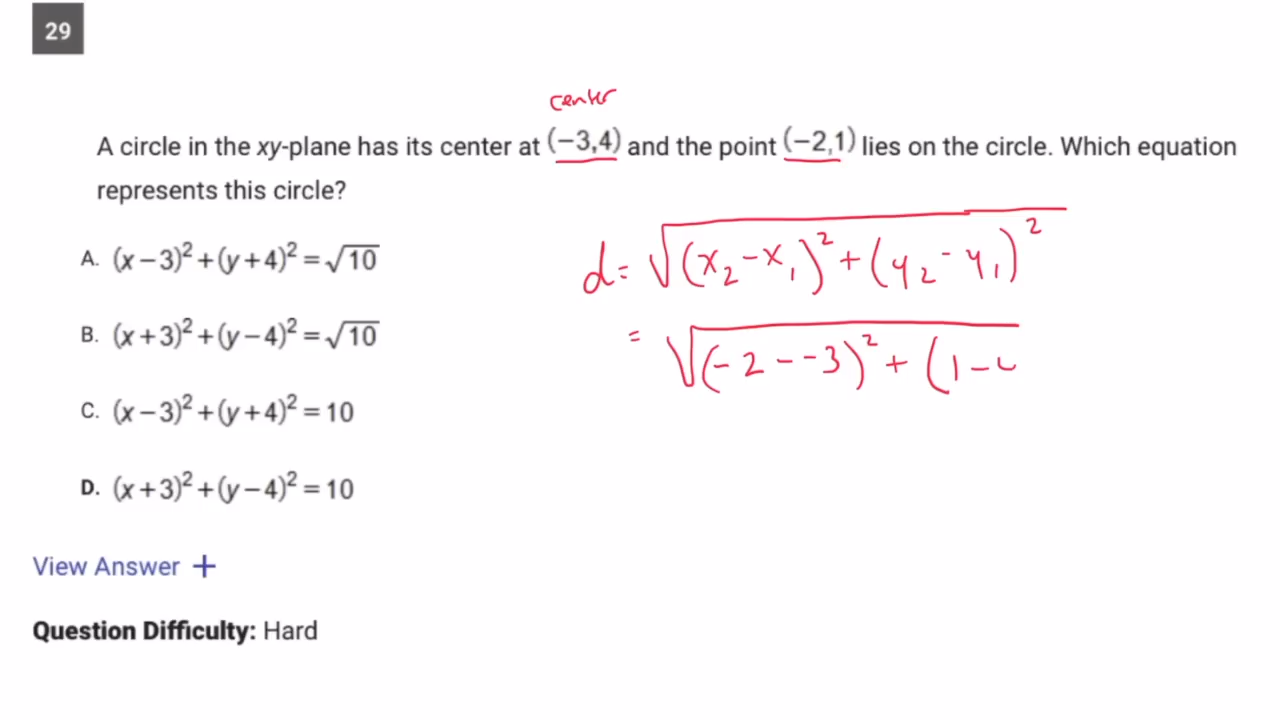 29
center
A circle in the xy-plane has its center at (−3,4) and the point (−2,1) lies on the circle. Which equation
represents this circle?
A. (x−3)²+(y+4)²=√10
B. (x+3)²+(y−4)²=√10
C. (x−3)²+(y+4)²=10
D. (x+3)²+(y−4)²=10
d=√(x₂−x₁)²+(y₂−y₁)²
=√(−2−−3)²+(1−
View Answer +
Question Difficulty: Hard